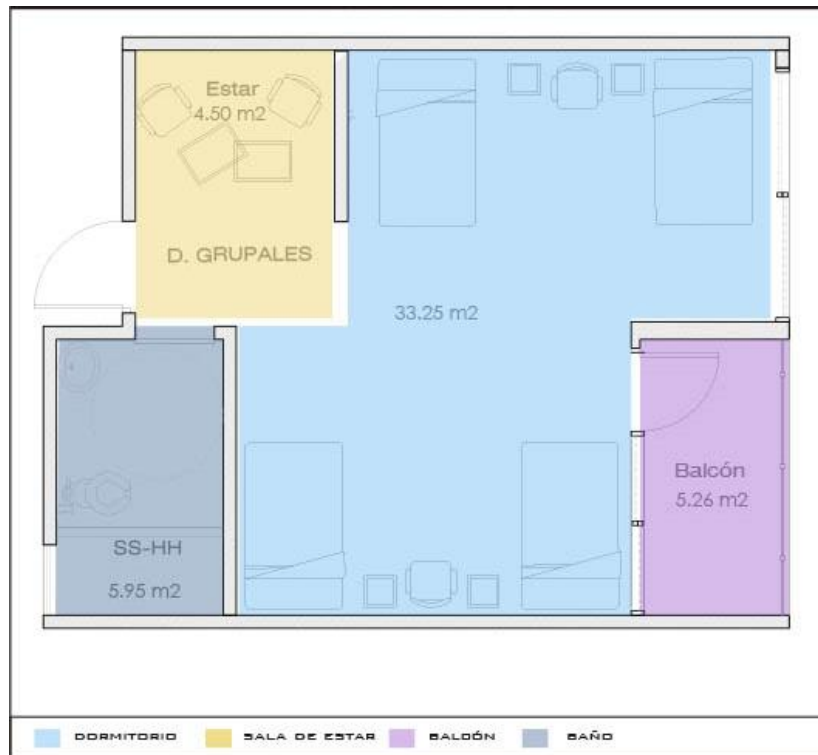 Estar
4.50 m2
D. GRUPALES
33.25 m2
Balcón
5.26 m2
SS-HH
5.95 m2
DORMITORIO
SALA DE ESTAR
BALDÓN
BAÑO